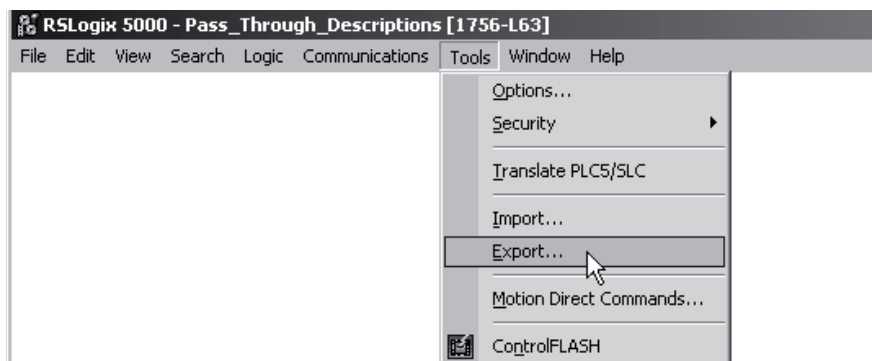 RSLogix 5000 - Pass_Through_Descriptions [1756-L63]
File Edit View Search Logic Communications Tools Window Help
Options...
Security
Translate PLC5/SLC
Import...
Export...
Motion Direct Commands...
ControlFLASH